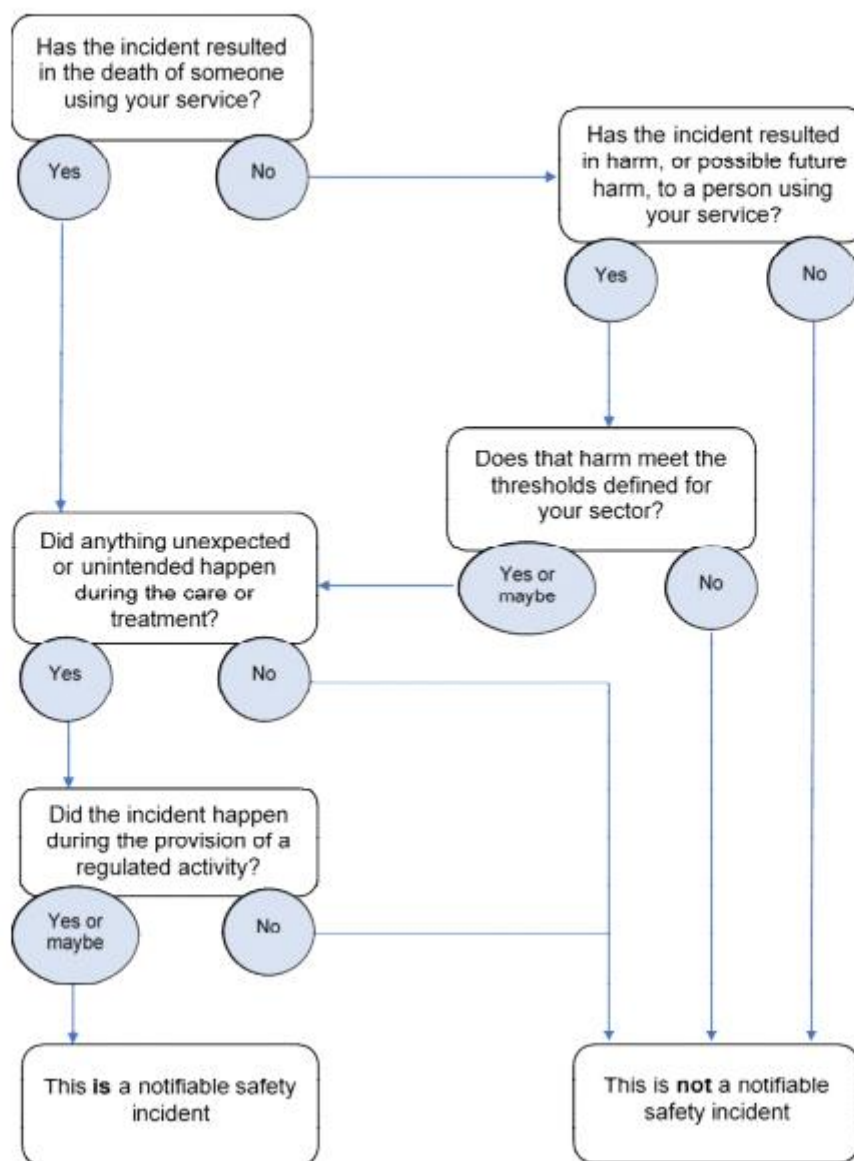 Has the incident resulted
in the death of someone
using your service?
Yes
No
Has the incident resulted
in harm, or possible future
harm, to a person using
your service?
Yes
No
Does that harm meet the
thresholds defined for
your sector?
Yes or
maybe
No
Did anything unexpected
or unintended happen
during the care or
treatment?
Yes
No
Did the incident happen
during the provision of a
regulated activity?
Yes or
maybe
No
This is a notifiable safety
incident
This is not a notifiable
safety incident